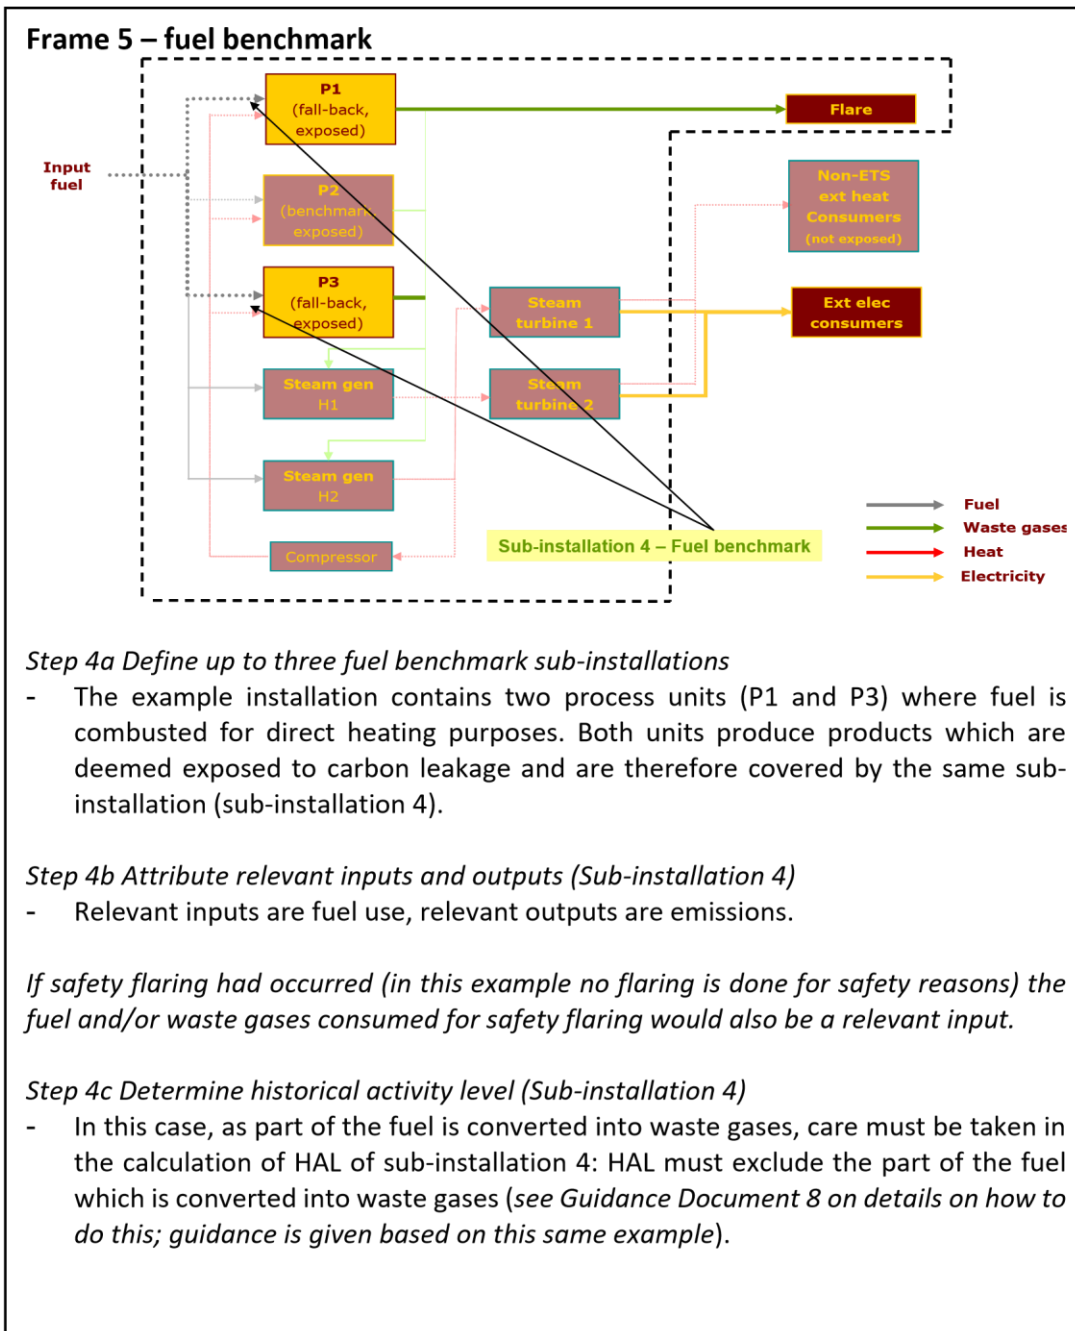 Frame 5 – fuel benchmark
P1
(fall-back,
exposed)
Flare
Input
fuel
P2
(benchmark,
exposed)
Non-ETS
ext heat
Consumers
(not exposed)
P3
(fall-back,
exposed)
Steam
turbine 1
Ext elec
consumers
Steam gen
H1
Steam
turbine 2
Steam gen
H2
Fuel
Waste gases
Heat
Electricity
Compressor
Sub-installation 4 – Fuel benchmark
Step 4a Define up to three fuel benchmark sub-installations
- The example installation contains two process units (P1 and P3) where fuel is
combusted for direct heating purposes. Both units produce products which are
deemed exposed to carbon leakage and are therefore covered by the same sub-
installation (sub-installation 4).
Step 4b Attribute relevant inputs and outputs (Sub-installation 4)
- Relevant inputs are fuel use, relevant outputs are emissions.
If safety flaring had occurred (in this example no flaring is done for safety reasons) the
fuel and/or waste gases consumed for safety flaring would also be a relevant input.
Step 4c Determine historical activity level (Sub-installation 4)
- In this case, as part of the fuel is converted into waste gases, care must be taken in
the calculation of HAL of sub-installation 4: HAL must exclude the part of the fuel
which is converted into waste gases (see Guidance Document 8 on details on how to
do this; guidance is given based on this same example).